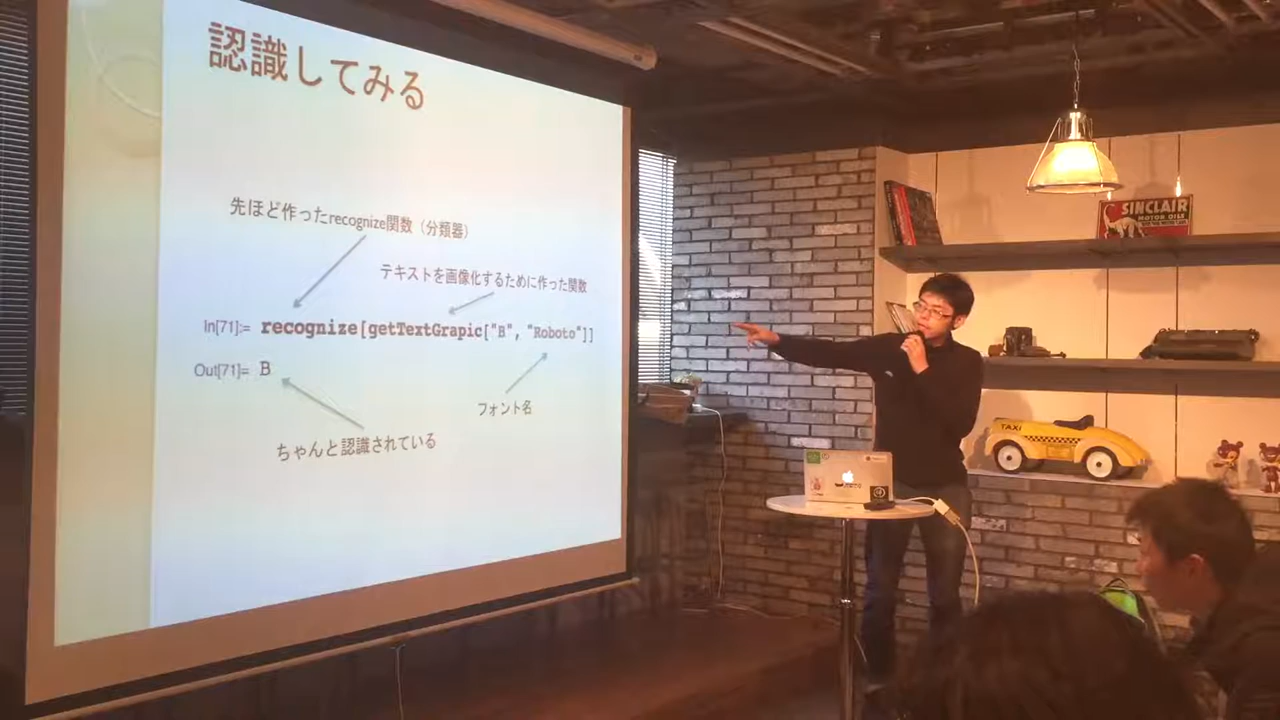 認識してみる
先ほど作ったrecognize関数（分類器）
テキストを画像化するために作った関数
In[71]:= recognize[getTextGrapic["B", "Roboto"]]
Out[71]= B
フォント名
ちゃんと認識されている
SINCLAIR
MOTOR OILS
TAXI